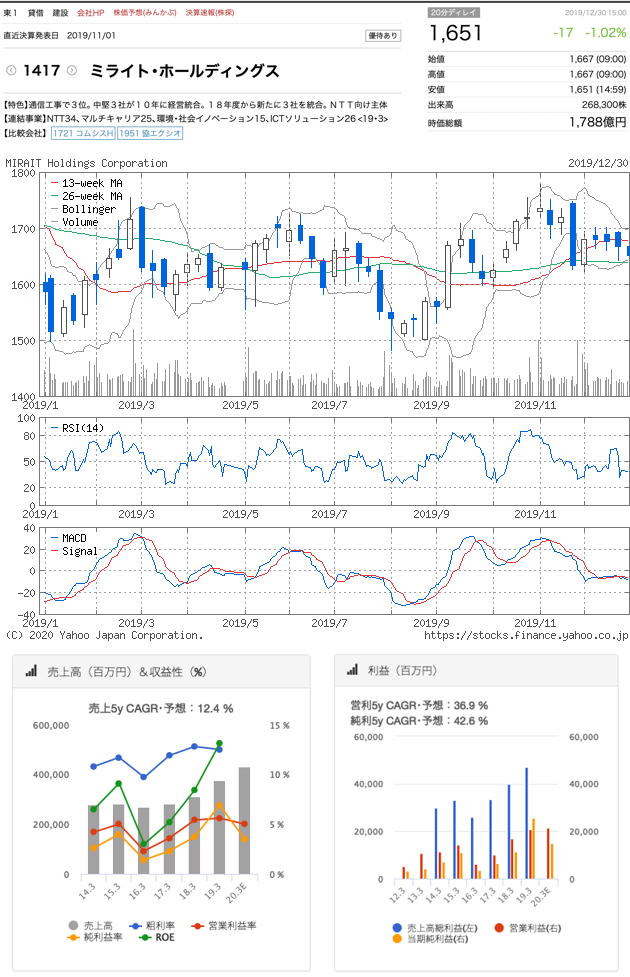 東１ 貸借 建設 会社HP 株価予想(みんかぶ) 決算速報(株探)
直近決算発表日 2019/11/01 優待あり
1417 ミライト・ホールディングス
【特色】通信工事で３位。中堅３社が１０年に経営統合。１８年度から新たに３社を統合。ＮＴＴ向け主体
【連結事業】NTT34、マルチキャリア25、環境・社会イノベーション15、ICTソリューション26 <19・3>
【比較会社】 1721 コムシスH 1951 協エクシオ
20分ディレイ 2019/12/30 15:00
1,651 -17 -1.02%
始値 1,667 (09:00)
高値 1,667 (09:00)
安値 1,651 (14:59)
出来高 268,300株
時価総額 1,788億円
MIRAIT Holdings Corporation 2019/12/30
1800
13-week MA
26-week MA
Bollinger
Volume
1700
1600
1500
1400
2019/1 2019/3 2019/5 2019/7 2019/9 2019/11
100
RSI(14)
80
50
20
0
2019/1 2019/3 2019/5 2019/7 2019/9 2019/11
40
MACD
Signal
20
0
-20
-40
2019/1 2019/3 2019/5 2019/7 2019/9 2019/11
(C) 2020 Yahoo Japan Corporation. https://stocks.finance.yahoo.co.jp
売上高（百万円）＆収益性（%）
売上5y CAGR・予想：12.4 %
600,000 15 %
400,000 10 %
200,000 5 %
0 0 %
14.3 15.3 16.3 17.3 18.3 19.3 20.3E
売上高 粗利率 営業利益率
純利益率 ROE
利益（百万円）
営利5y CAGR・予想：36.9 %
純利5y CAGR・予想：42.6 %
60,000 60,000
40,000 40,000
20,000 20,000
0 0
12.3 13.3 14.3 15.3 16.3 17.3 18.3 19.3 20.3E
売上高総利益(左) 営業利益(右)
当期純利益(右)